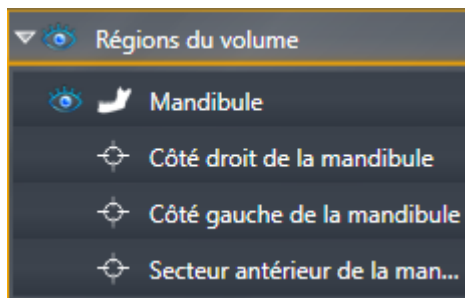 Régions du volume
Mandibule
Côté droit de la mandibule
Côté gauche de la mandibule
Secteur antérieur de la man...